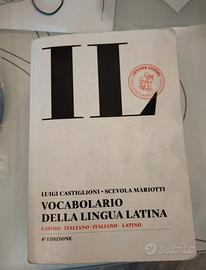 IL
LUIGI CASTIGLIONI - SCEVOLA MARIOTTI
VOCABOLARIO
DELLA LINGUA LATINA
LATINO - ITALIANO / ITALIANO - LATINO
4ª EDIZIONE
subito